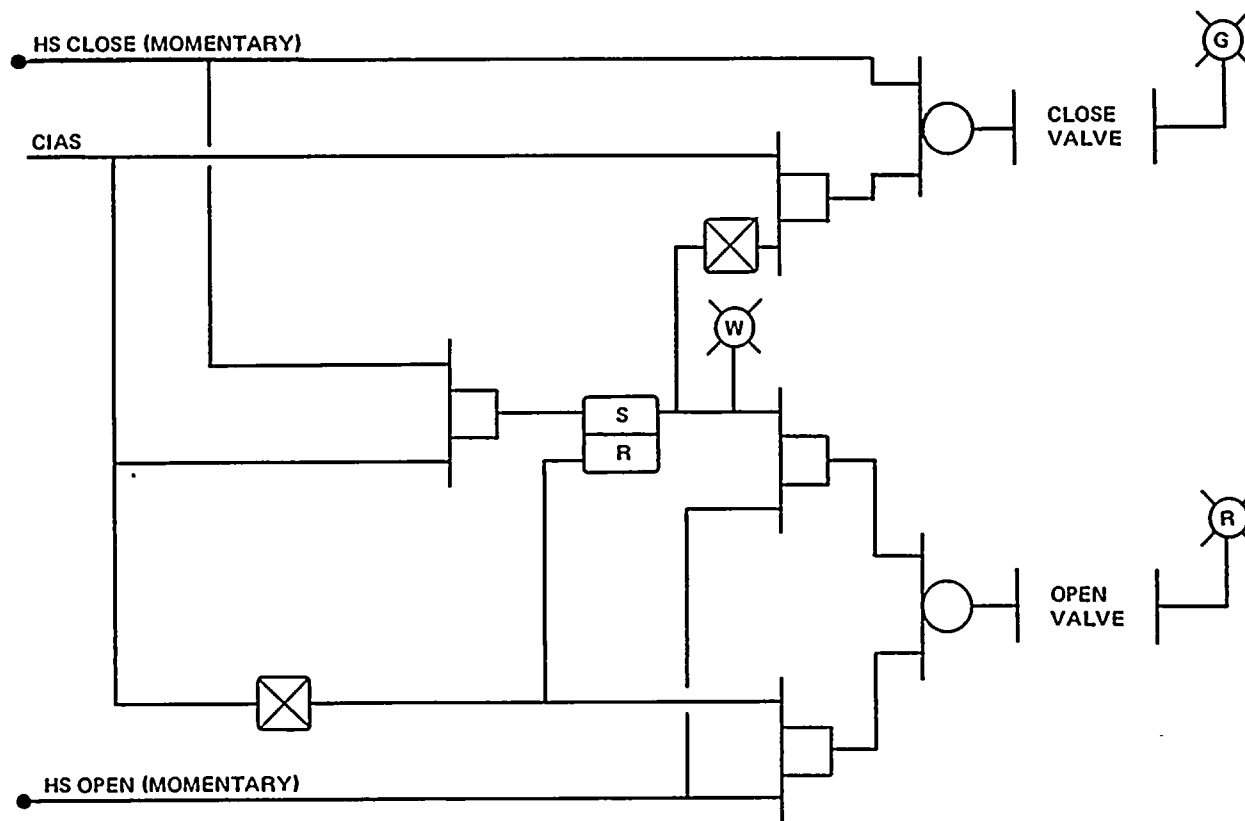 HS CLOSE (MOMENTARY)
G
CLOSE
VALVE
CIAS
W
S
R
R
OPEN
VALVE
HS OPEN (MOMENTARY)